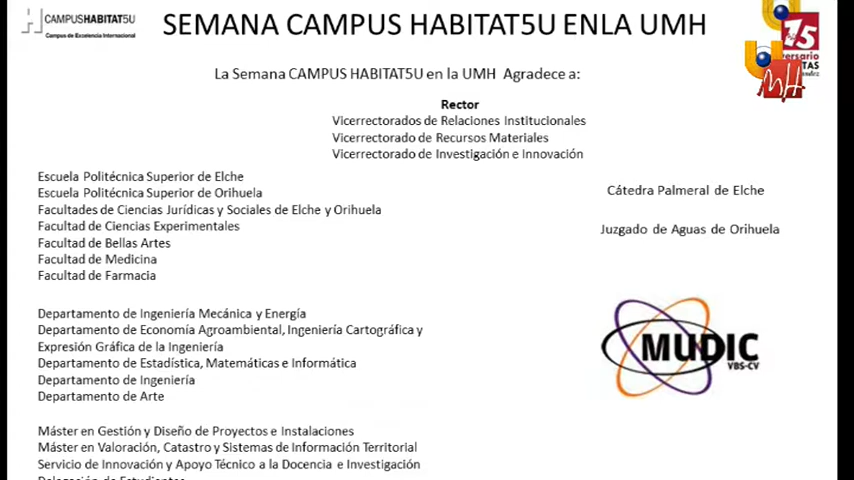 CAMPUSHABITAT5U
Campus de Excelencia Internacional
SEMANA CAMPUS HABITAT5U ENLA UMH
La Semana CAMPUS HABITAT5U en la UMH Agradece a:
Rector
Vicerrectorados de Relaciones Institucionales
Vicerrectorado de Recursos Materiales
Vicerrectorado de Investigación e Innovación
Escuela Politécnica Superior de Elche
Escuela Politécnica Superior de Orihuela
Facultades de Ciencias Jurídicas y Sociales de Elche y Orihuela
Facultad de Ciencias Experimentales
Facultad de Bellas Artes
Facultad de Medicina
Facultad de Farmacia
Cátedra Palmeral de Elche
Juzgado de Aguas de Orihuela
Departamento de Ingeniería Mecánica y Energía
Departamento de Economía Agroambiental, Ingeniería Cartográfica y
Expresión Gráfica de la Ingeniería
Departamento de Estadística, Matemáticas e Informática
Departamento de Ingeniería
Departamento de Arte
MUDIC
VBS-CV
Máster en Gestión y Diseño de Proyectos e Instalaciones
Máster en Valoración, Catastro y Sistemas de Información Territorial
Servicio de Innovación y Apoyo Técnico a la Docencia e Investigación